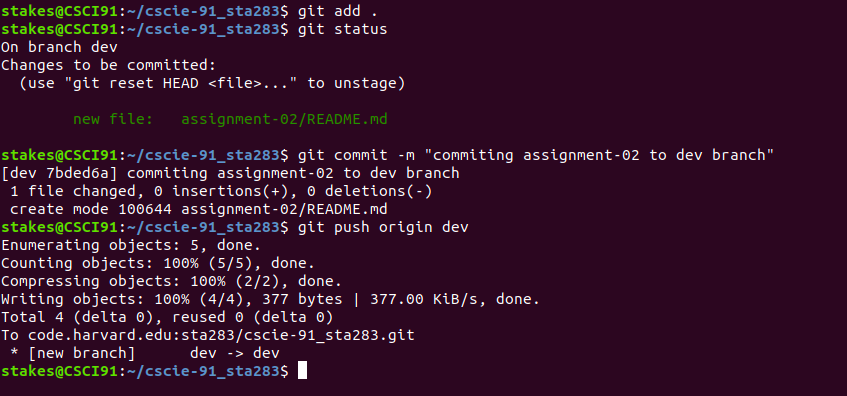 stakes@CSCI91:~/cscie-91_sta283$ git add .
stakes@CSCI91:~/cscie-91_sta283$ git status
On branch dev
Changes to be committed:
  (use "git reset HEAD <file>..." to unstage)
        new file:   assignment-02/README.md
stakes@CSCI91:~/cscie-91_sta283$ git commit -m "commiting assignment-02 to dev branch"
[dev 7bded6a] commiting assignment-02 to dev branch
 1 file changed, 0 insertions(+), 0 deletions(-)
 create mode 100644 assignment-02/README.md
stakes@CSCI91:~/cscie-91_sta283$ git push origin dev
Enumerating objects: 5, done.
Counting objects: 100% (5/5), done.
Compressing objects: 100% (2/2), done.
Writing objects: 100% (4/4), 377 bytes | 377.00 KiB/s, done.
Total 4 (delta 0), reused 0 (delta 0)
To code.harvard.edu:sta283/cscie-91_sta283.git
 * [new branch]      dev -> dev
stakes@CSCI91:~/cscie-91_sta283$